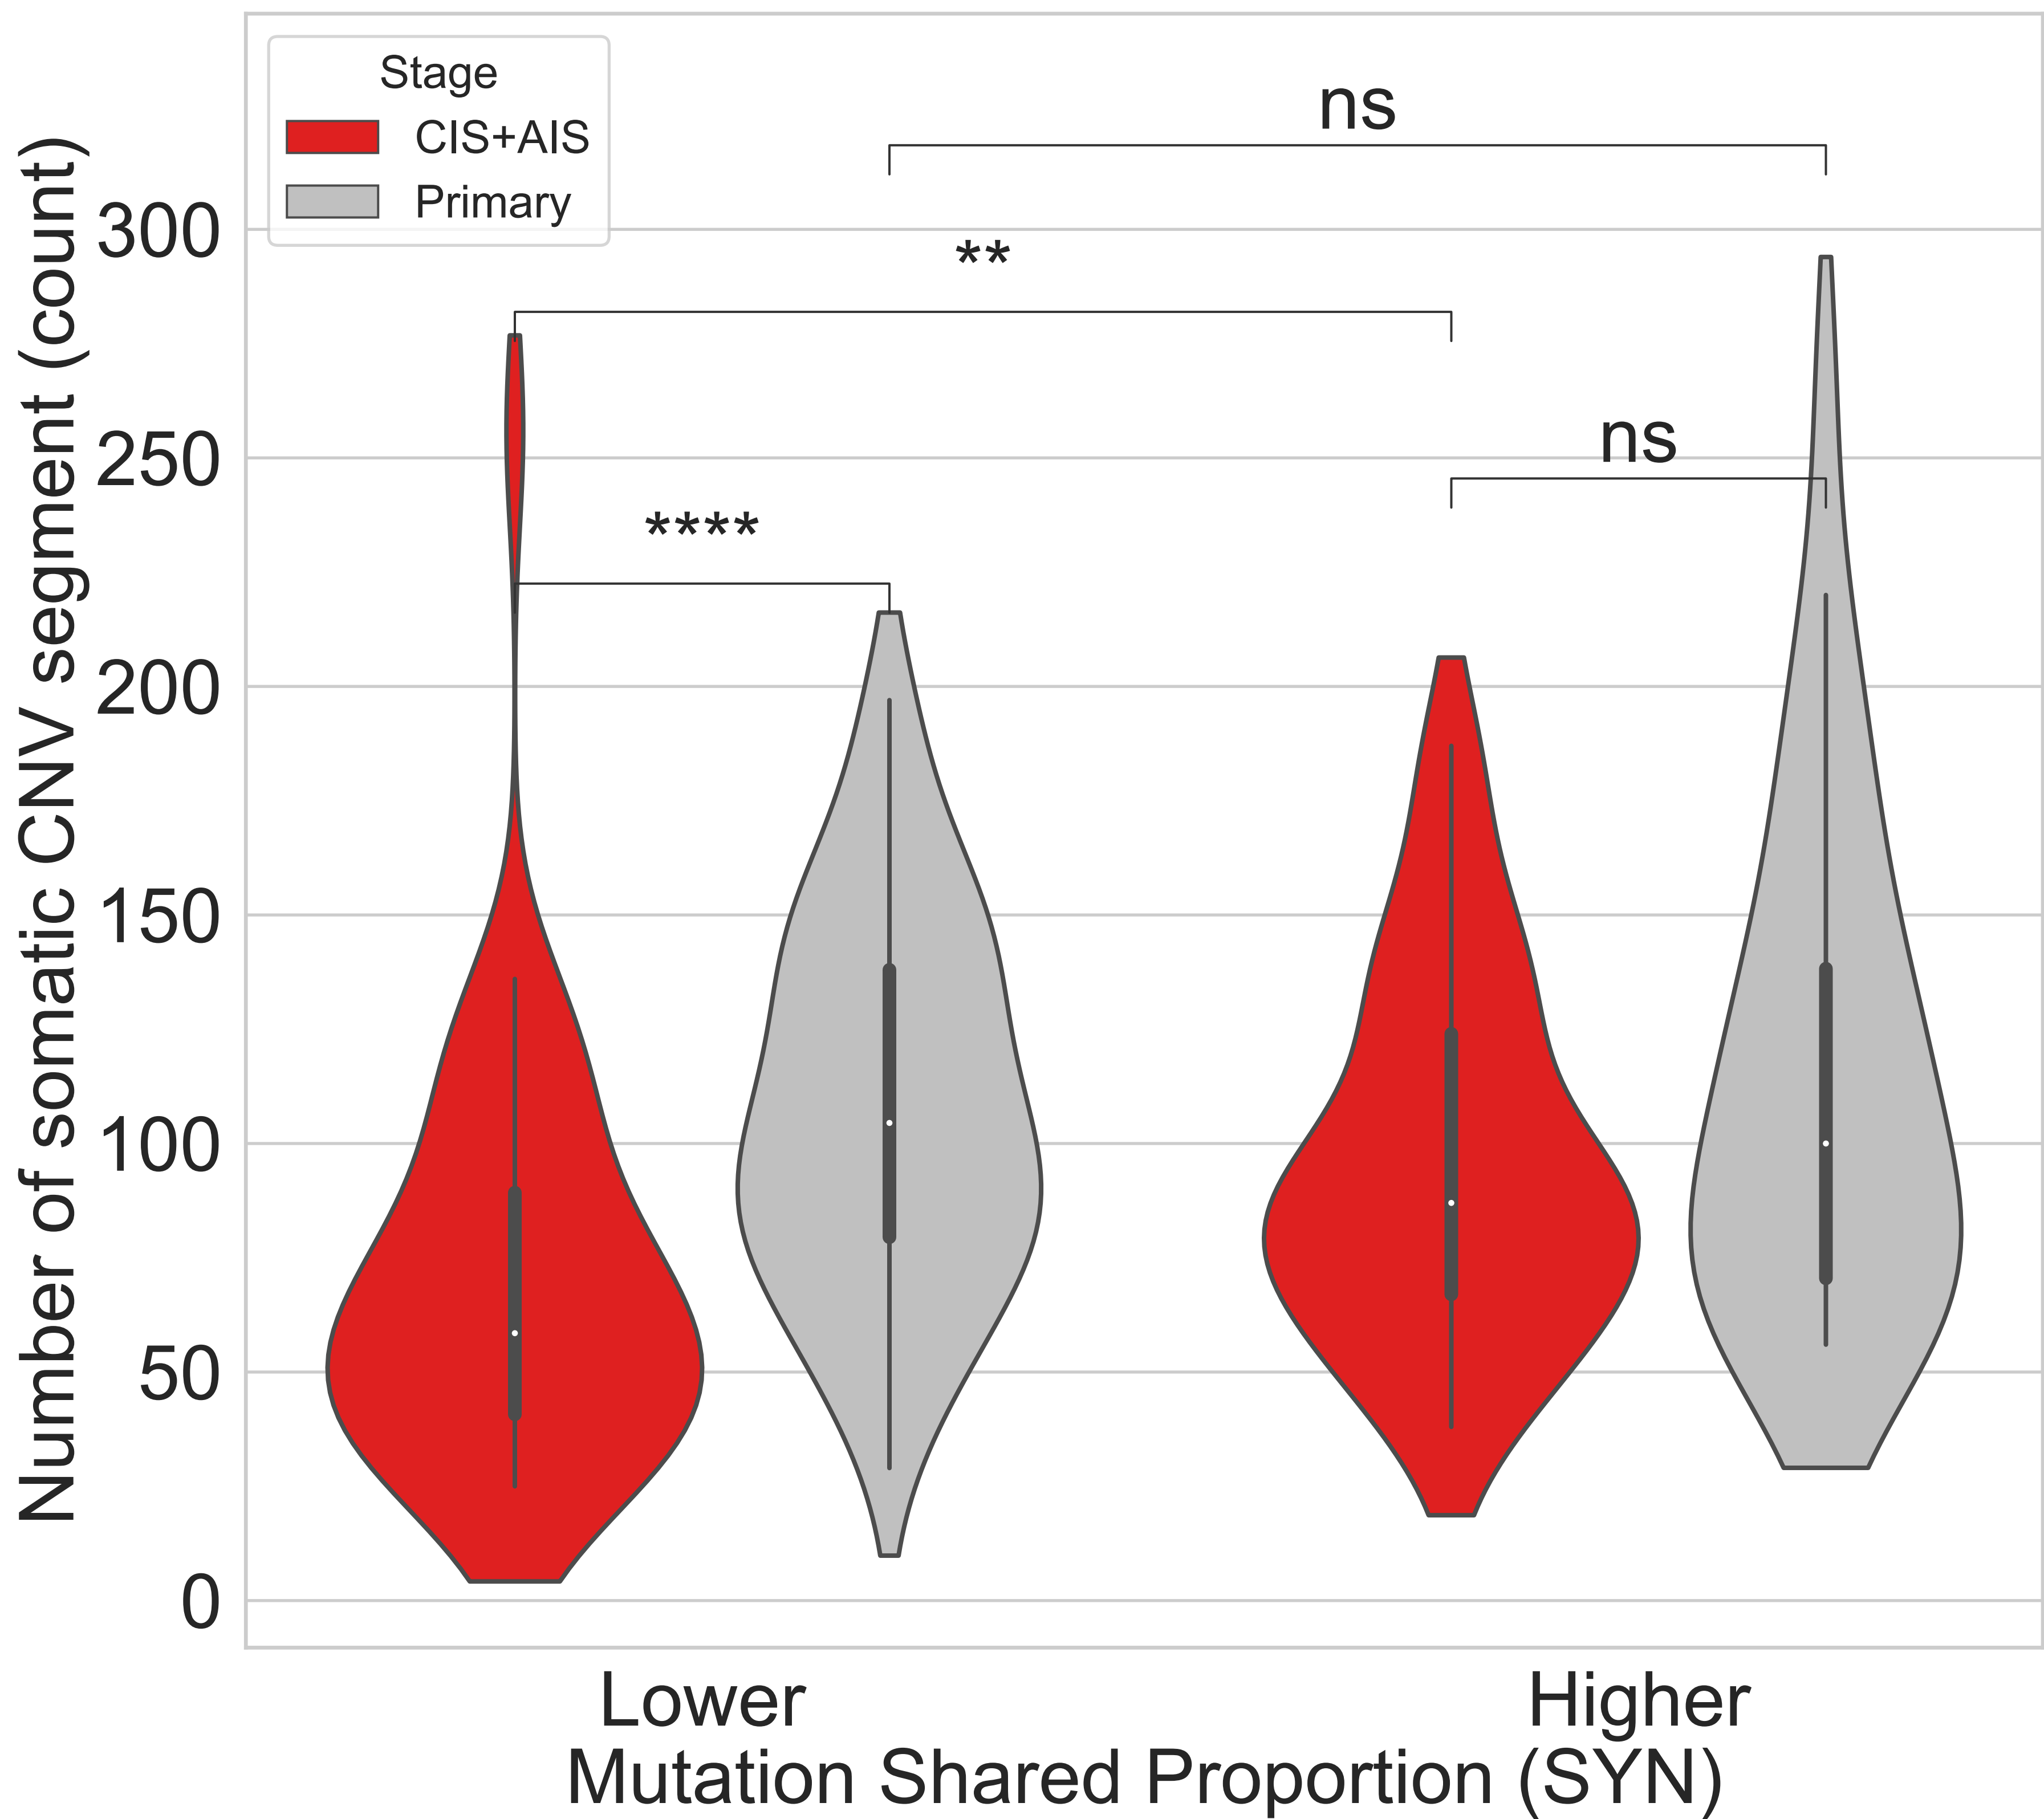 Stage
CIS+AIS
Primary
ns
**
ns
****
Number of somatic CNV segment (count)
300
250
200
150
100
50
0
Lower
Higher
Mutation Shared Proportion (SYN)